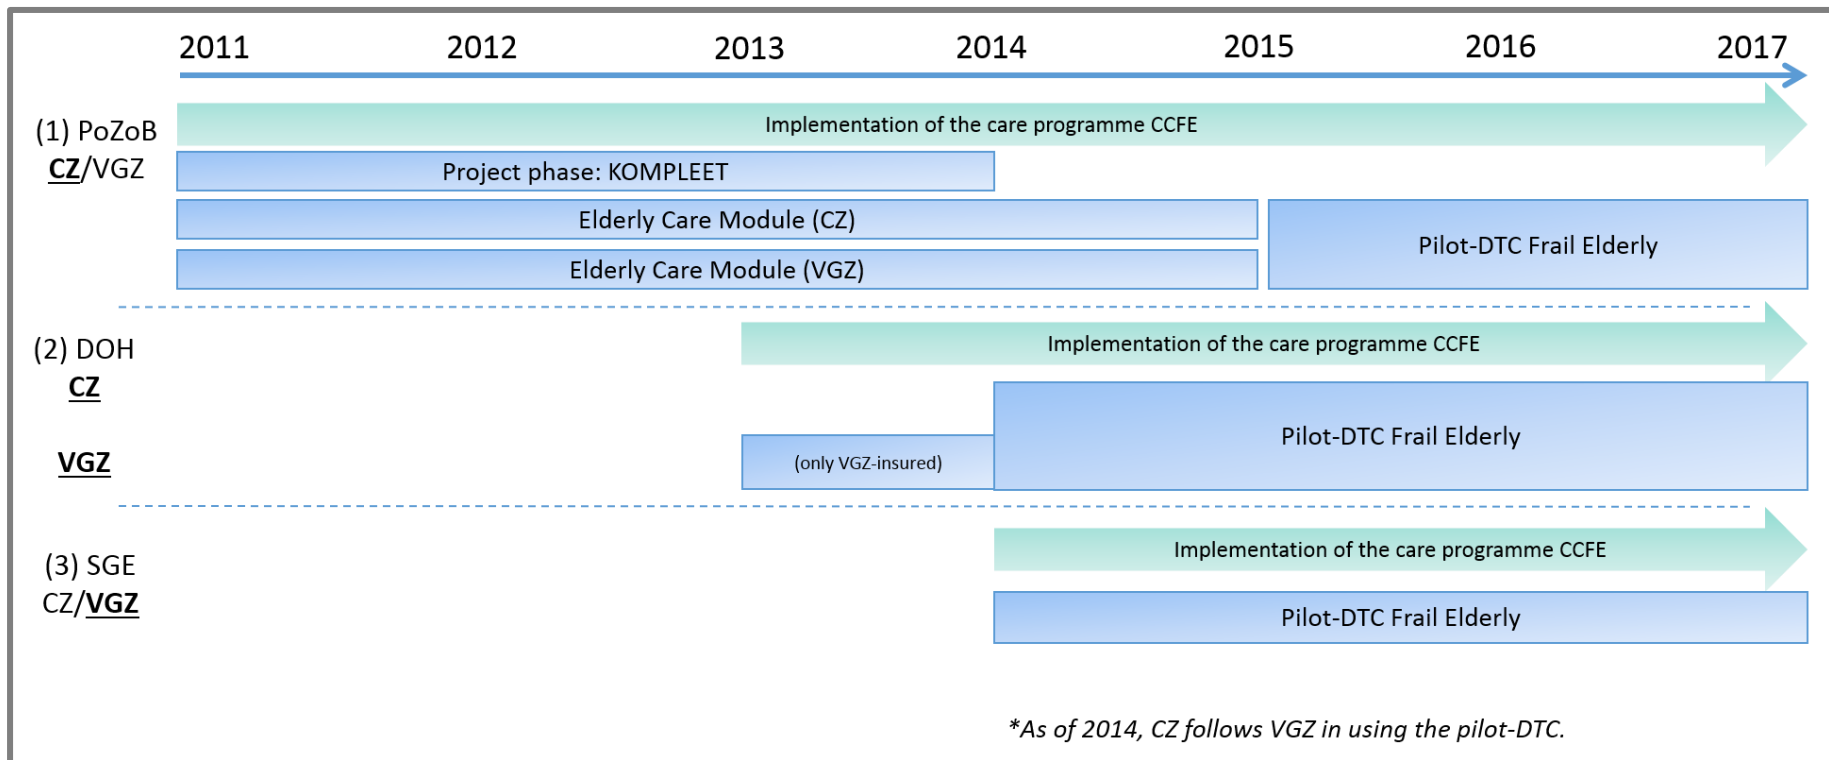 2011 2012 2013 2014 2015 2016 2017
Implementation of the care programme CCFE
(1) PoZoB
CZ/VGZ
Project phase: KOMPLEET
Elderly Care Module (CZ)
Pilot-DTC Frail Elderly
Elderly Care Module (VGZ)
Implementation of the care programme CCFE
(2) DOH
CZ
Pilot-DTC Frail Elderly
VGZ
(only VGZ-insured)
Implementation of the care programme CCFE
(3) SGE
CZ/VGZ
Pilot-DTC Frail Elderly
*As of 2014, CZ follows VGZ in using the pilot-DTC.